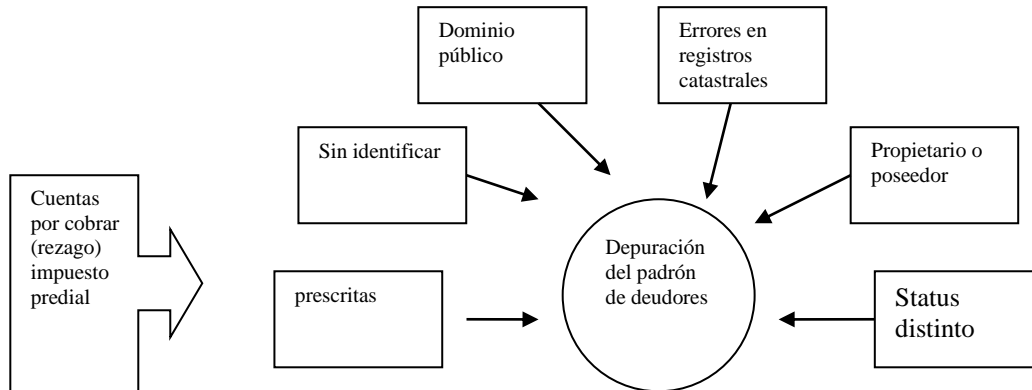 Dominio
público
Errores en
registros
catastrales
Sin identificar
Propietario o
poseedor
Cuentas
por cobrar
(rezago)
impuesto
predial
Depuración
del padrón
de deudores
prescritas
Status
distinto